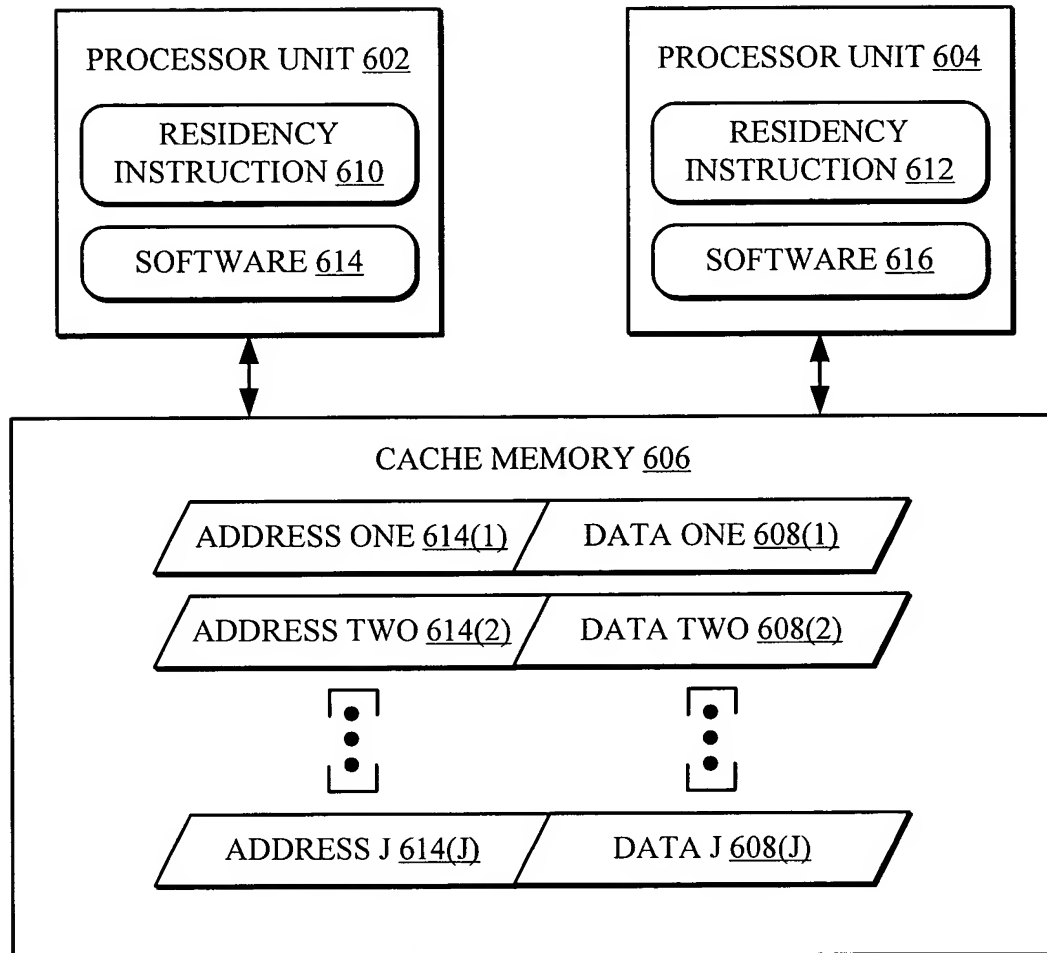 PROCESSOR UNIT 602
RESIDENCY
INSTRUCTION 610
SOFTWARE 614
PROCESSOR UNIT 604
RESIDENCY
INSTRUCTION 612
SOFTWARE 616
CACHE MEMORY 606
ADDRESS ONE 614(1)
DATA ONE 608(1)
ADDRESS TWO 614(2)
DATA TWO 608(2)
ADDRESS J 614(J)
DATA J 608(J)